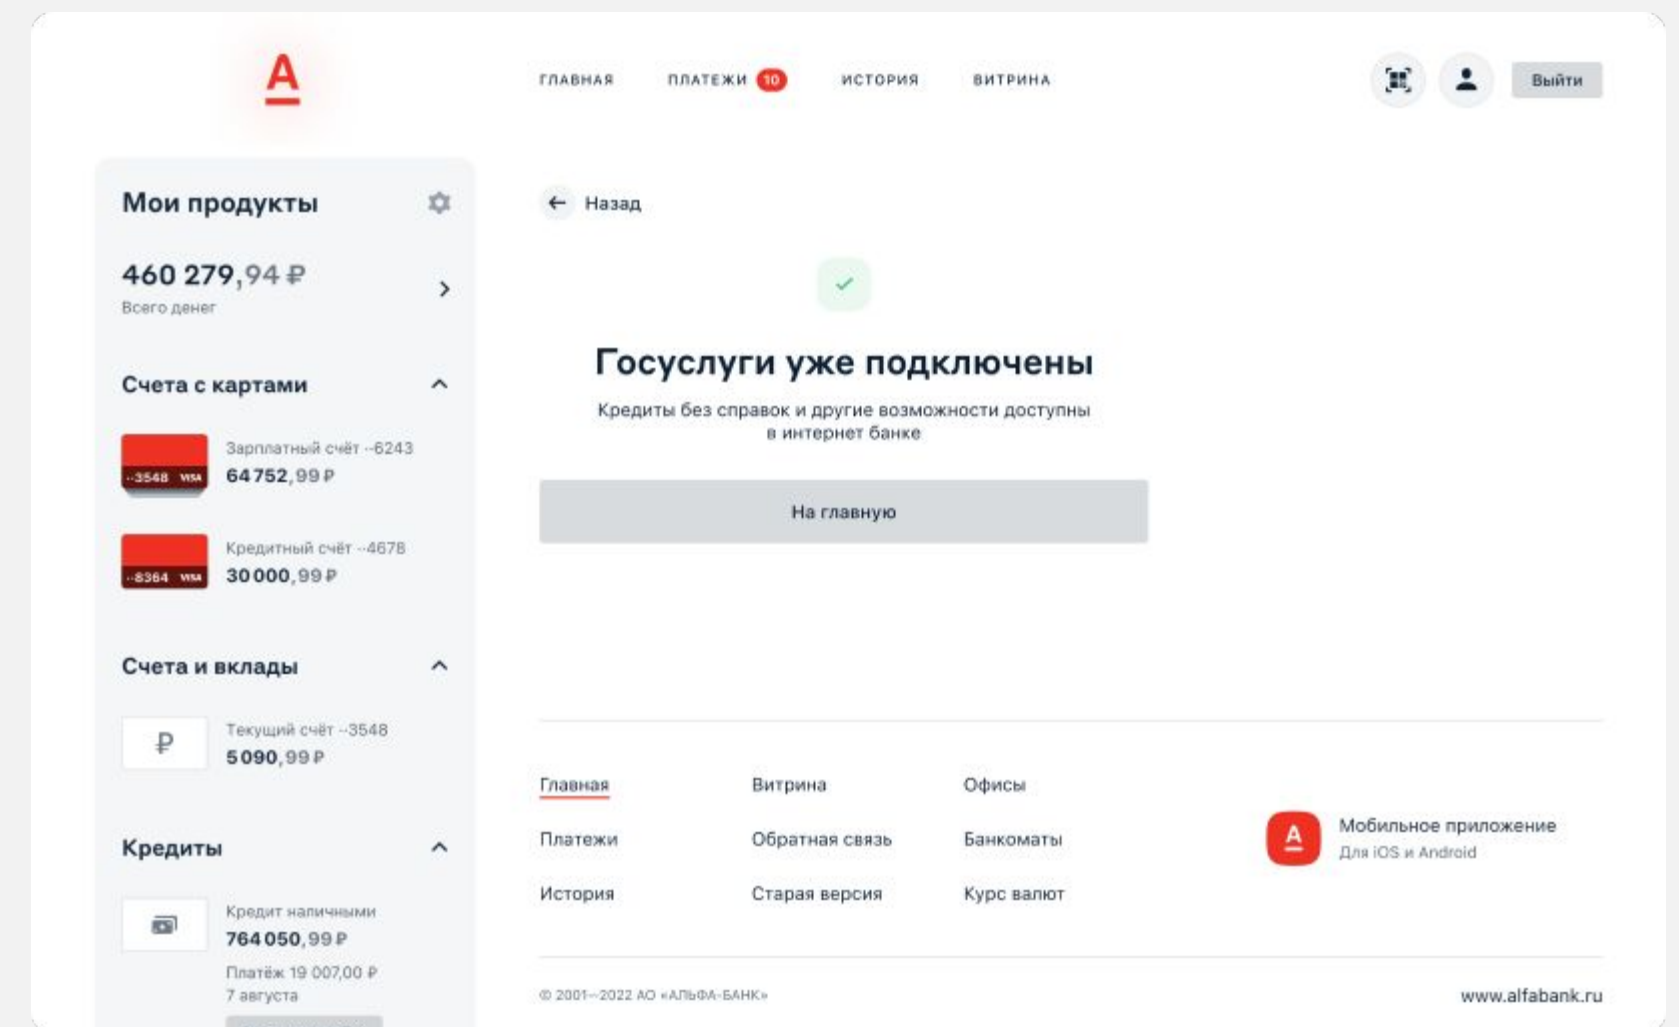 А
ГЛАВНАЯ ПЛАТЕЖИ 10 ИСТОРИЯ ВИТРИНА Выйти
Мои продукты
460 279,94 ₽
Всего денег
Счета с картами
··3548 VISA
Зарплатный счёт ··6243
64 752,99 ₽
··8364 VISA
Кредитный счёт ··4678
30 000,99 ₽
Счета и вклады
₽
Текущий счёт ··3548
5 090,99 ₽
Кредиты
Кредит наличными
764 050,99 ₽
Платёж 19 007,00 ₽
7 августа
Назад
Госуслуги уже подключены
Кредиты без справок и другие возможности доступны
в интернет банке
На главную
Главная Витрина Офисы
Платежи Обратная связь Банкоматы
История Старая версия Курс валют
А
Мобильное приложение
Для iOS и Android
© 2001–2022 АО «АЛЬФА-БАНК»
www.alfabank.ru